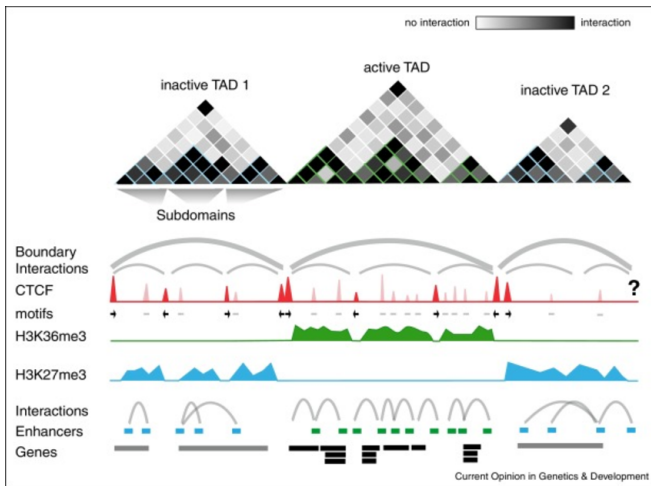 no interaction interaction
active TAD
inactive TAD 1
inactive TAD 2
Subdomains
Boundary
Interactions
CTCF
?
motifs
H3K36me3
H3K27me3
Interactions
Enhancers
Genes
Current Opinion in Genetics & Development